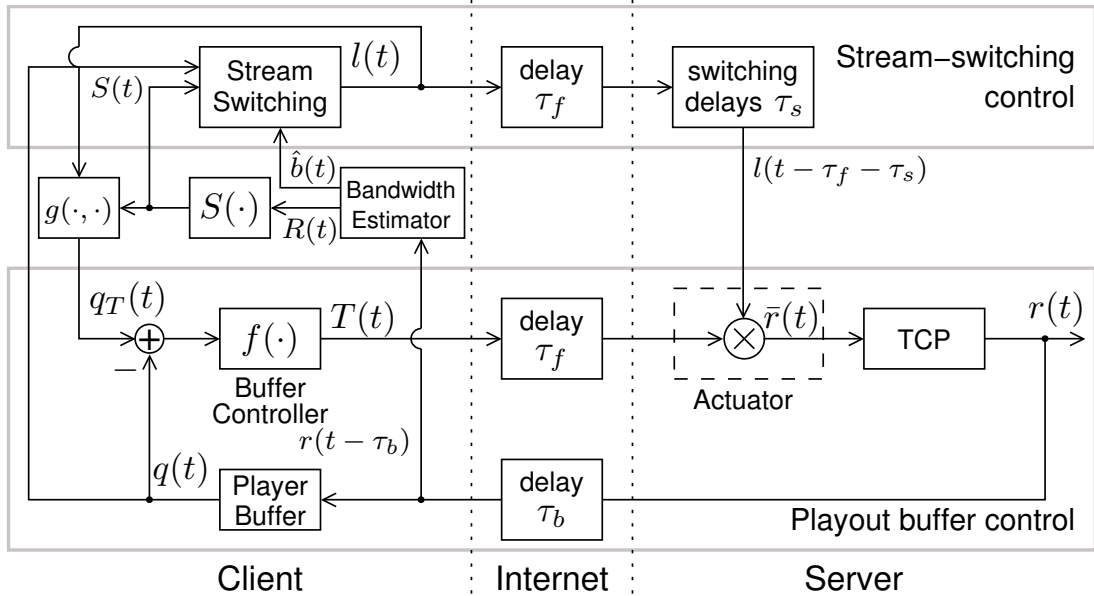 Stream
Switching
l(t)
delay
τ_f
switching
delays τ_s
Stream−switching
control
S(t)
b̂(t)
l(t − τ_f − τ_s)
g(·, ·)
S(·)
R(t)
Bandwidth
Estimator
q_T(t)
+
−
f(·)
T(t)
Buffer
Controller
delay
τ_f
×
r̄(t)
Actuator
TCP
r(t)
r(t − τ_b)
q(t)
Player
Buffer
delay
τ_b
Playout buffer control
Client
Internet
Server